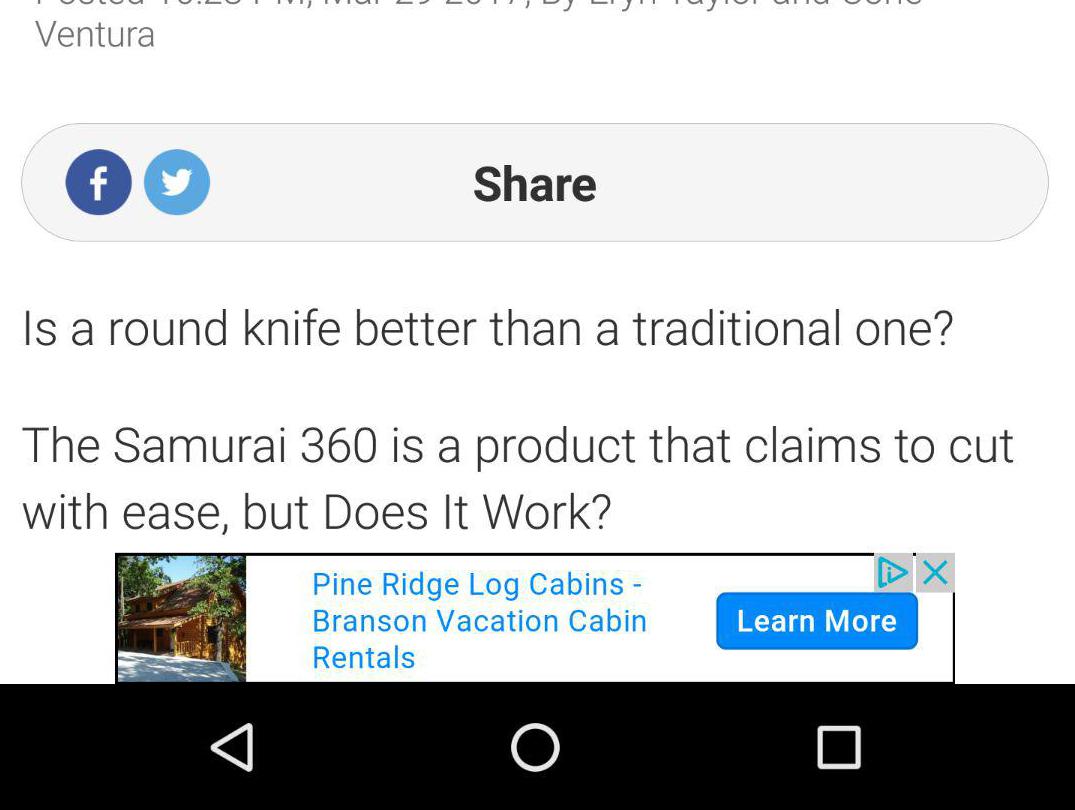 Ventura
Share
Is a round knife better than a traditional one?
The Samurai 360 is a product that claims to cut
with ease, but Does It Work?
Pine Ridge Log Cabins -
Branson Vacation Cabin
Rentals
Learn More